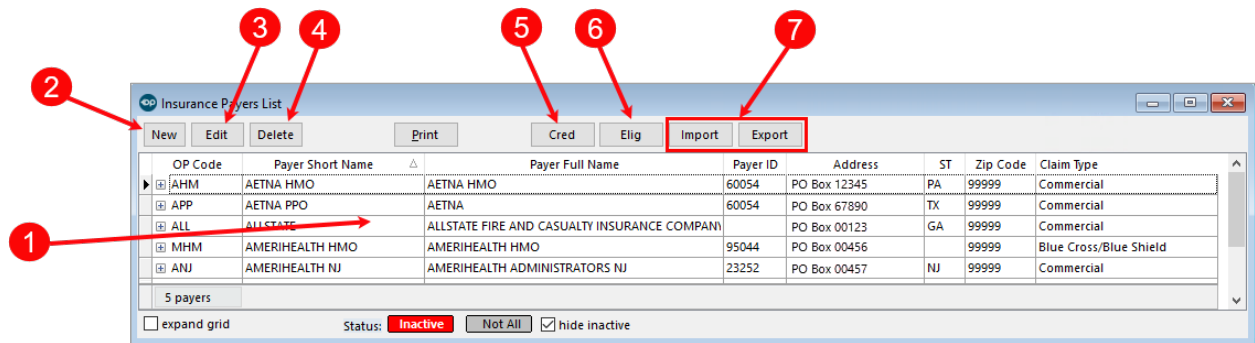 3 4 5 6 7
2
OP Insurance Payers List
New Edit Delete Print Cred Elig Import Export
OP Code Payer Short Name Payer Full Name Payer ID Address ST Zip Code Claim Type
AHM AETNA HMO AETNA HMO 60054 PO Box 12345 PA 99999 Commercial
APP AETNA PPO AETNA 60054 PO Box 67890 TX 99999 Commercial
1
ALL ALLSTATE ALLSTATE FIRE AND CASUALTY INSURANCE COMPANY PO Box 00123 GA 99999 Commercial
MHM AMERIHEALTH HMO AMERIHEALTH HMO 95044 PO Box 00456 99999 Blue Cross/Blue Shield
ANJ AMERIHEALTH NJ AMERIHEALTH ADMINISTRATORS NJ 23252 PO Box 00457 NJ 99999 Commercial
5 payers
expand grid Status: Inactive Not All hide inactive